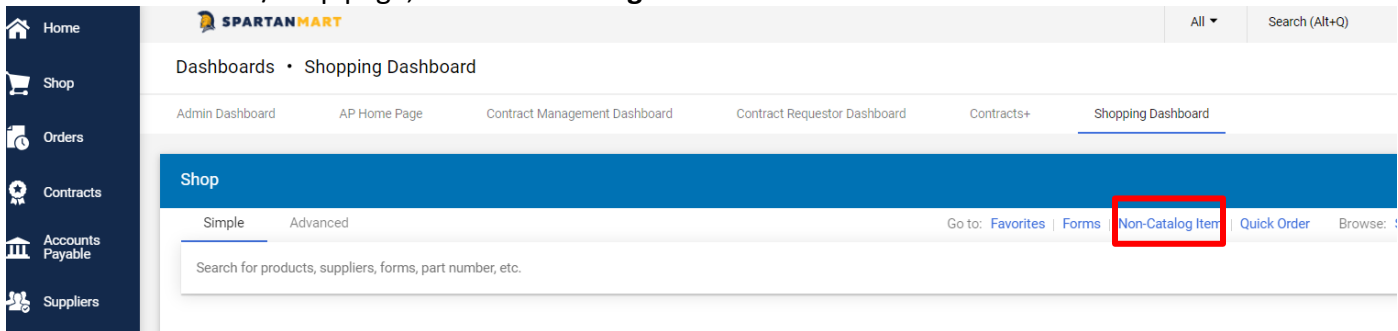 Home
SPARTANMART
All
Search (Alt+Q)
Dashboards • Shopping Dashboard
Shop
Admin Dashboard
AP Home Page
Contract Management Dashboard
Contract Requestor Dashboard
Contracts+
Shopping Dashboard
Orders
Shop
Contracts
Simple
Advanced
Go to: Favorites | Forms | Non-Catalog Item | Quick Order
Browse:
Accounts
Payable
Search for products, suppliers, forms, part number, etc.
Suppliers